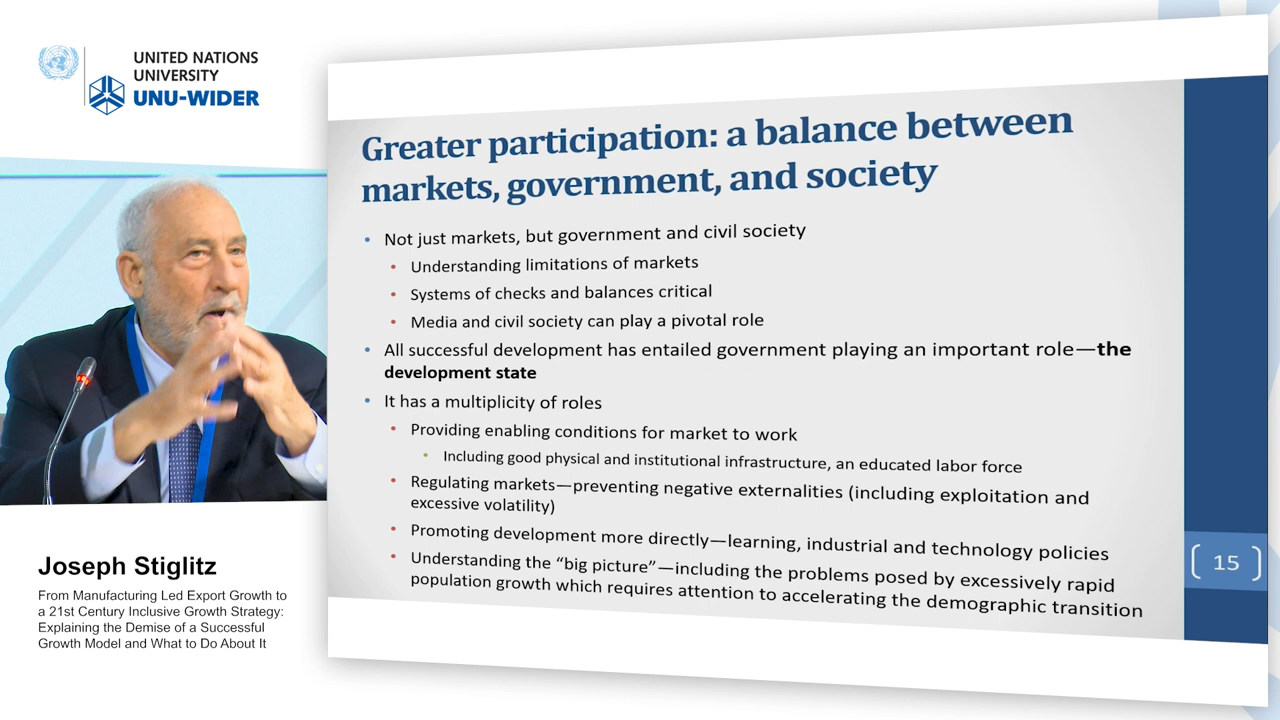 UNITED NATIONS
UNIVERSITY
UNU-WIDER
Greater participation: a balance between
markets, government, and society
• Not just markets, but government and civil society
• Understanding limitations of markets
• Systems of checks and balances critical
• Media and civil society can play a pivotal role
• All successful development has entailed government playing an important role—the
development state
• It has a multiplicity of roles
• Providing enabling conditions for market to work
• Including good physical and institutional infrastructure, an educated labor force
• Regulating markets—preventing negative externalities (including exploitation and
excessive volatility)
• Promoting development more directly—learning, industrial and technology policies
• Understanding the “big picture”—including the problems posed by excessively rapid
population growth which requires attention to accelerating the demographic transition
15
Joseph Stiglitz
From Manufacturing Led Export Growth to
a 21st Century Inclusive Growth Strategy:
Explaining the Demise of a Successful
Growth Model and What to Do About It